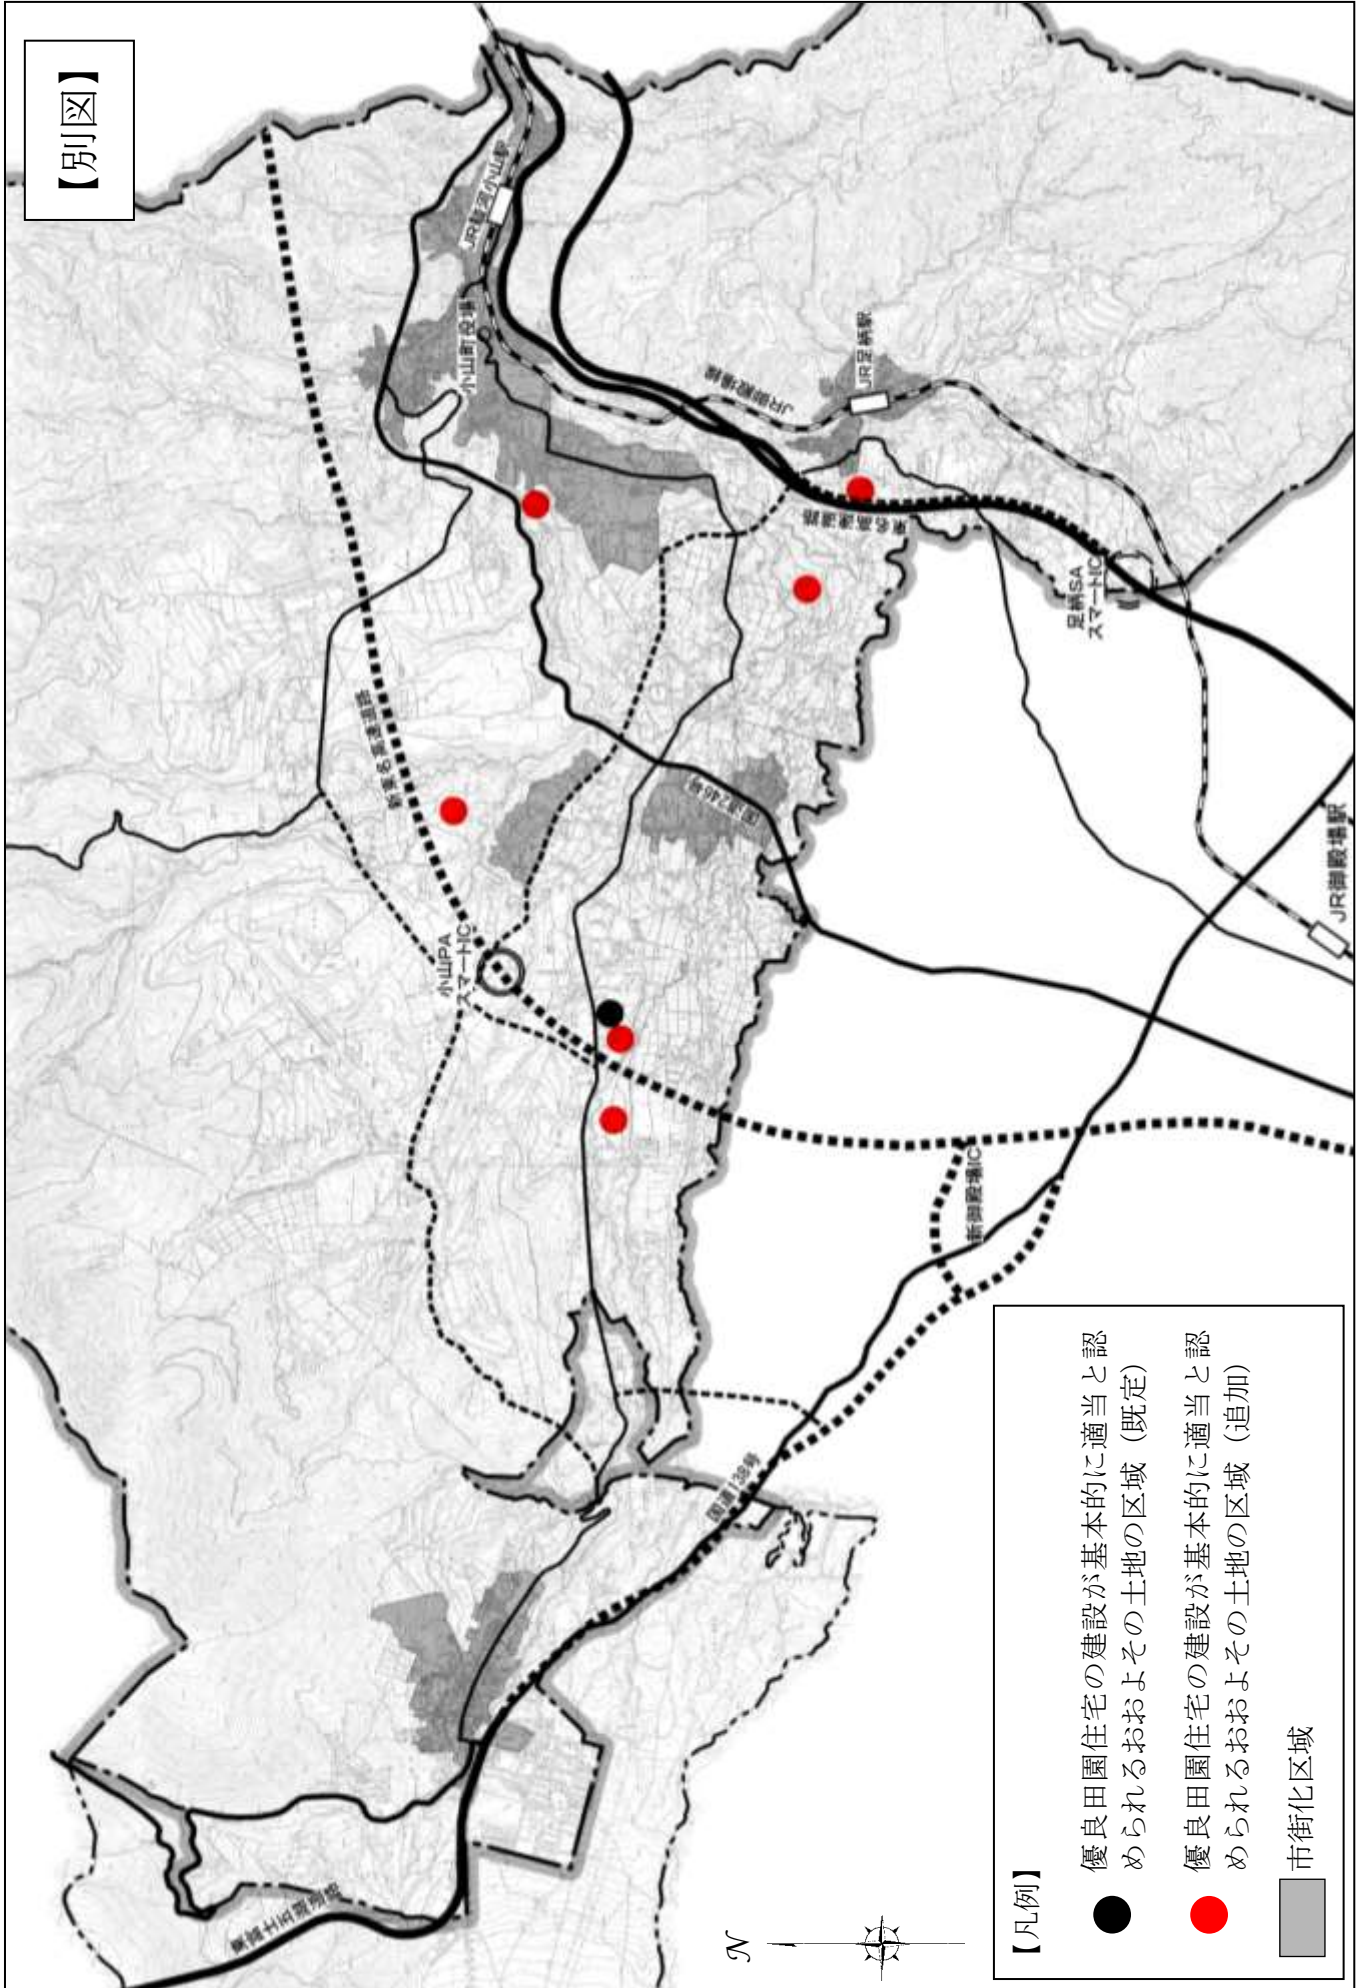 【別図】
JR駿河小山駅
小山町役場
JR御殿場線
JR足柄駅
東名高速道路
足柄SA
スマートIC
新東名高速道路
国道246号
小山PA
スマートIC
JR御殿場駅
新御殿場IC
国道138号
東富士五湖道路
N
【凡例】
優良田園住宅の建設が基本的に適当と認
められるおおよその土地の区域（既定）
優良田園住宅の建設が基本的に適当と認
められるおおよその土地の区域（追加）
市街化区域